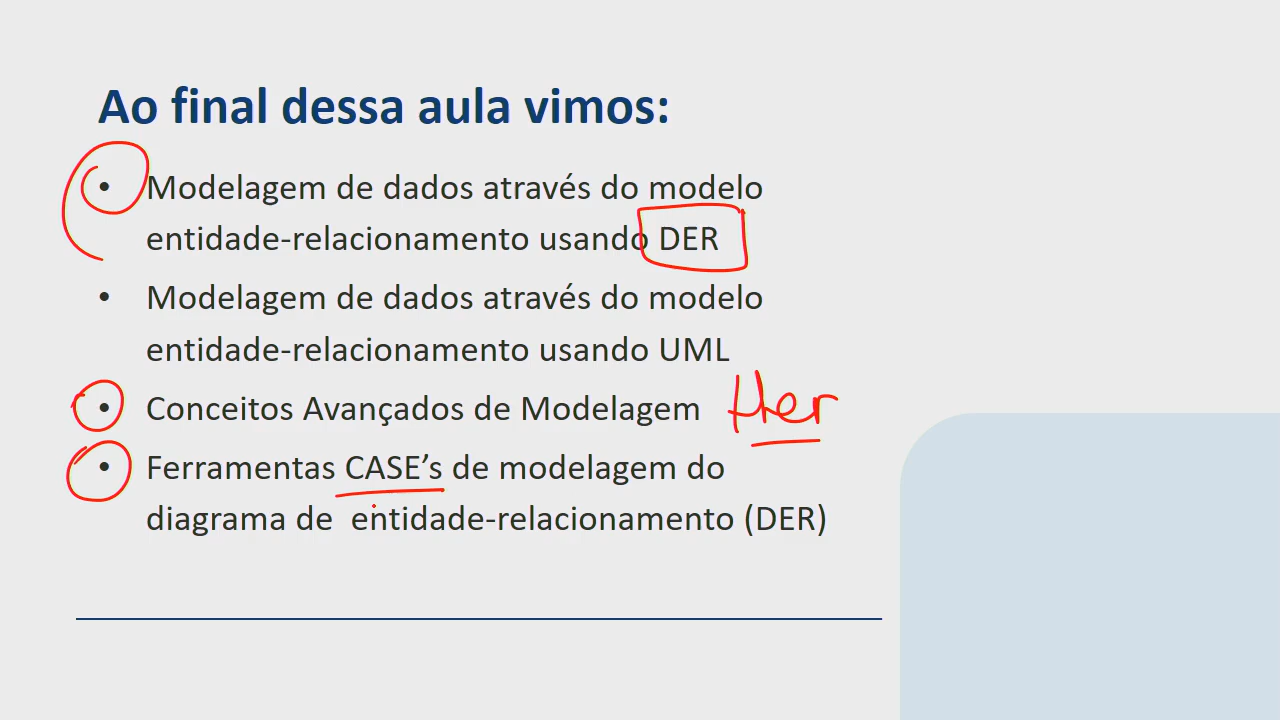 Ao final dessa aula vimos:
• Modelagem de dados através do modelo
entidade-relacionamento usando DER
• Modelagem de dados através do modelo
entidade-relacionamento usando UML
• Conceitos Avançados de Modelagem Her
• Ferramentas CASE’s de modelagem do
diagrama de entidade-relacionamento (DER)